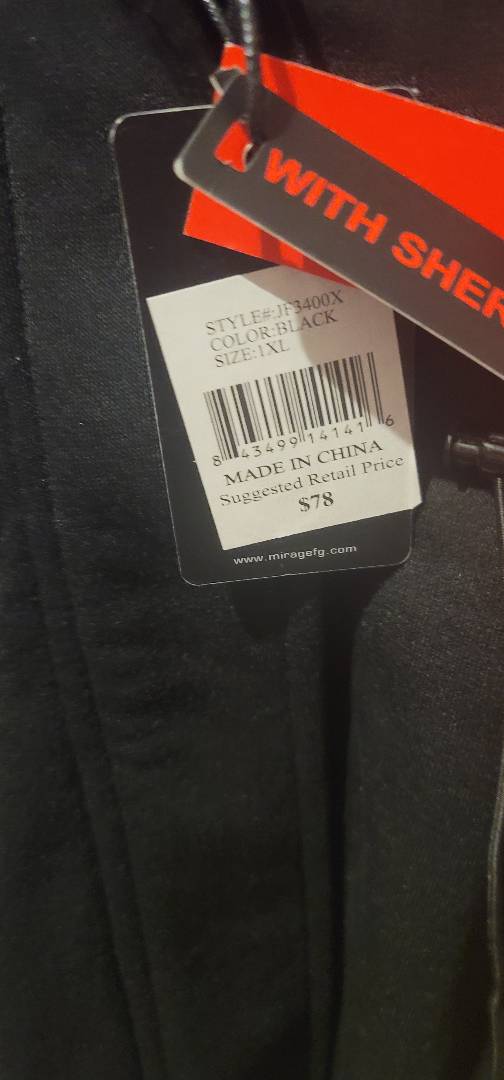 WITH SHER
STYLE#:JF3400X
COLOR:BLACK
SIZE:1XL
8 43499 14141 6
MADE IN CHINA
Suggested Retail Price
$78
www.miragefg.com